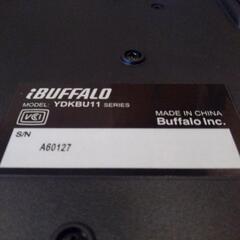 iBUFFALO
MODEL: YDKBU11 SERIES
VCCI
MADE IN CHINA
Buffalo Inc.
S/N
A60127